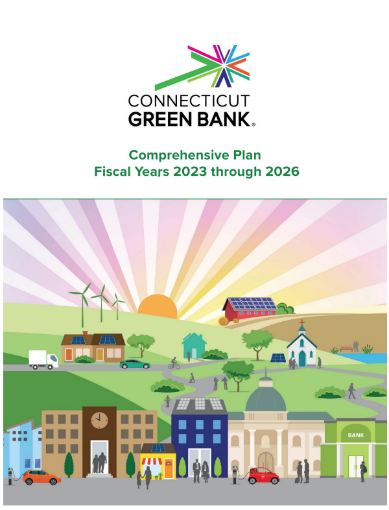 CONNECTICUT
GREEN BANK®
Comprehensive Plan
Fiscal Years 2023 through 2026
BANK